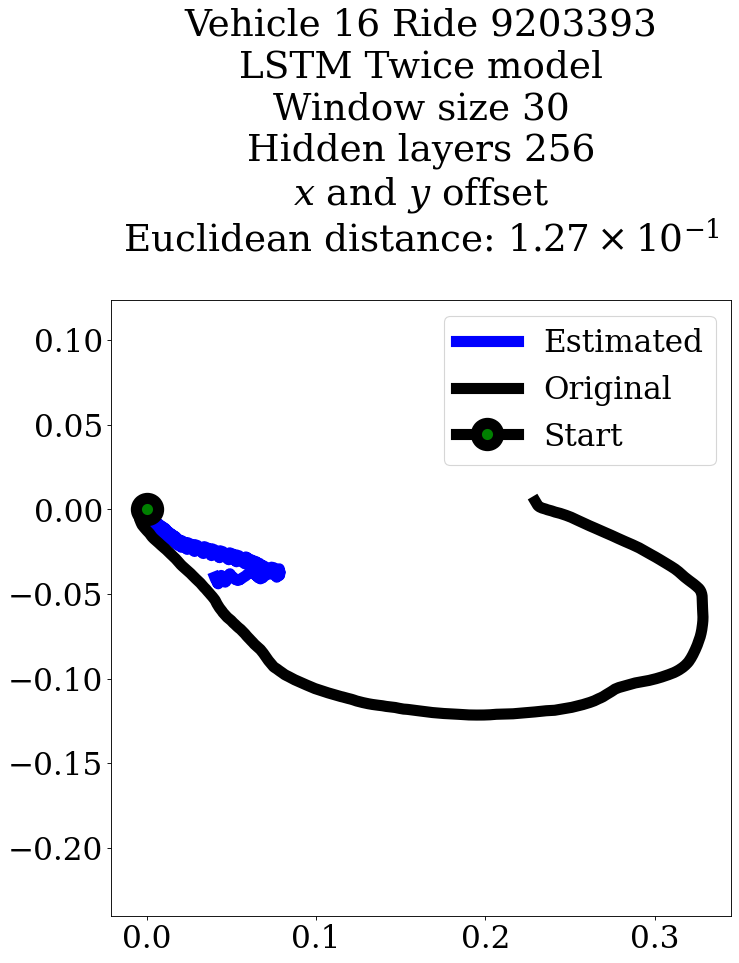 Vehicle 16 Ride 9203393
LSTM Twice model
Window size 30
Hidden layers 256
x and y offset
Euclidean distance: 1.27 × 10⁻¹
Estimated
Original
Start
0.10
0.05
0.00
−0.05
−0.10
−0.15
−0.20
0.0 0.1 0.2 0.3